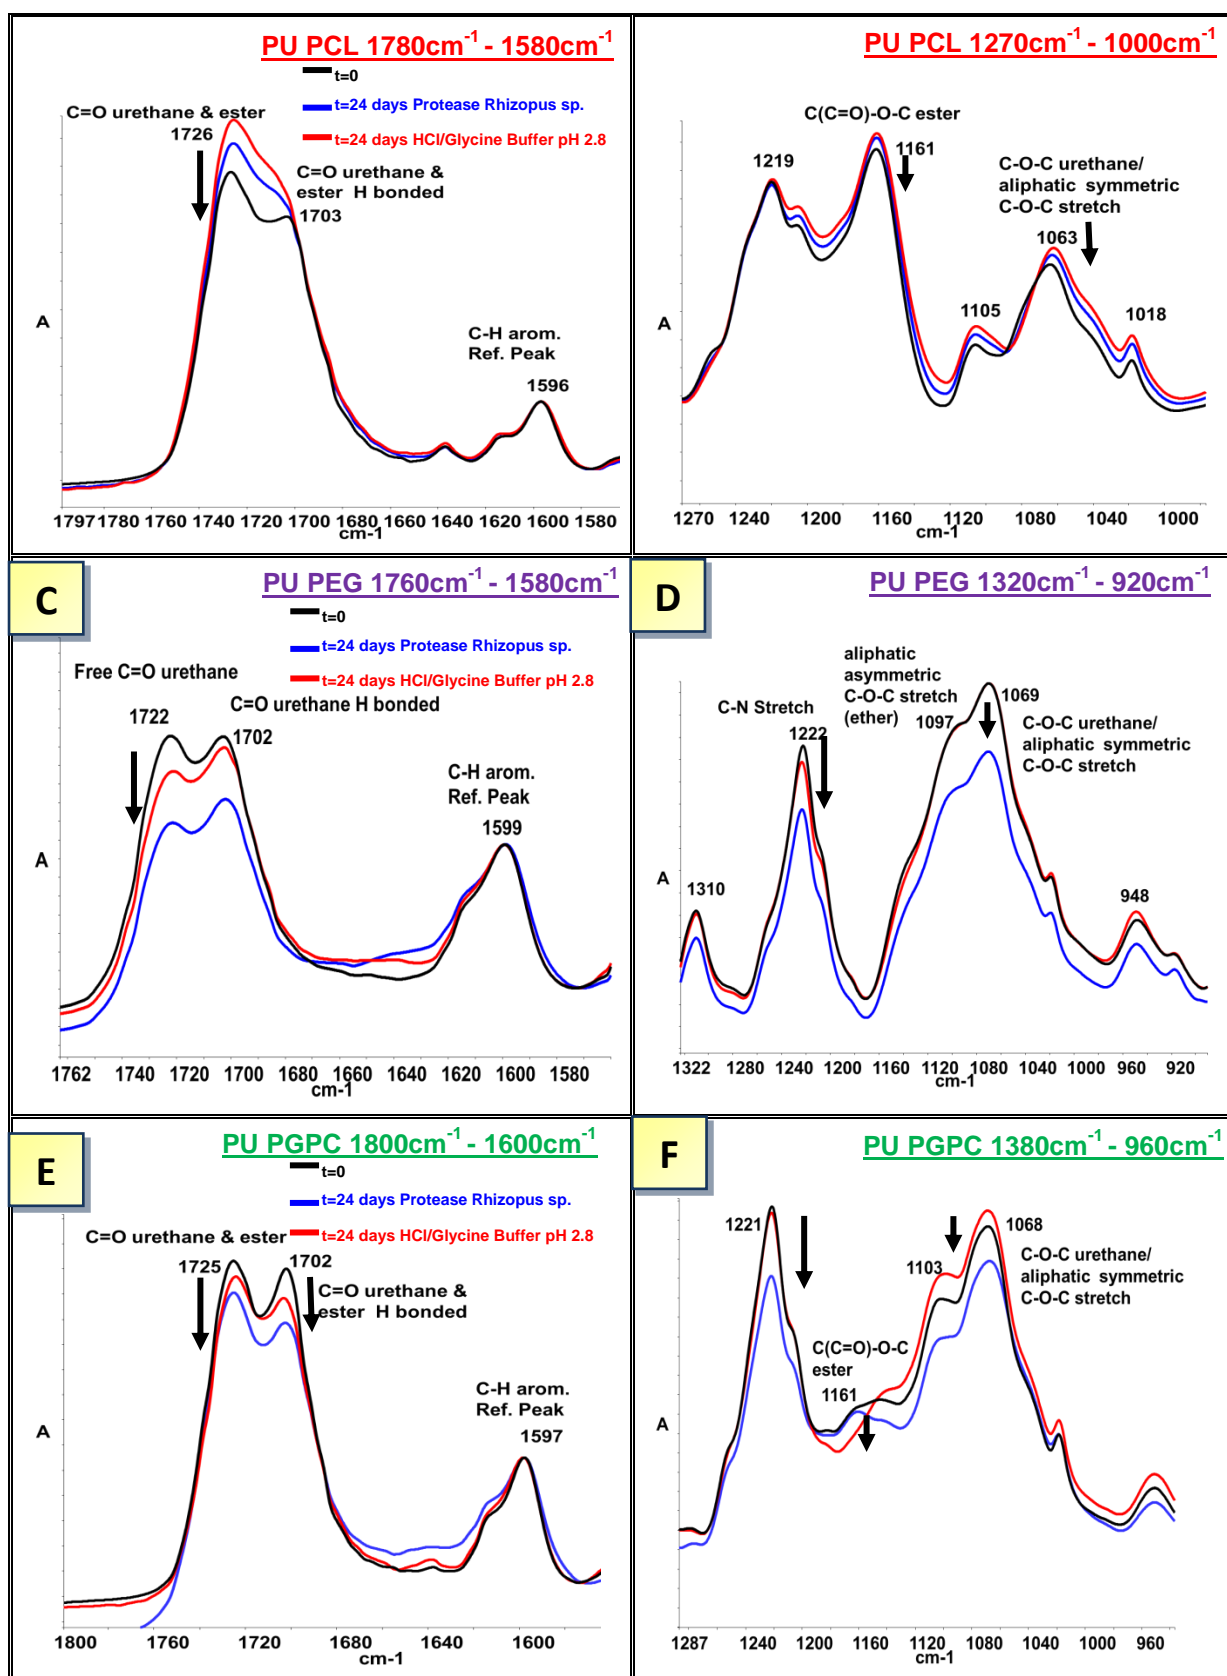 PU PCL 1780cm-1 - 1580cm-1
t=0
C=O urethane & ester
t=24 days Protease Rhizopus sp.
1726
t=24 days HCl/Glycine Buffer pH 2.8
C=O urethane &
ester H bonded
1703
C-H arom.
Ref. Peak
1596
A
1797 1780 1760 1740 1720 1700 1680 1660 1640 1620 1600 1580
cm-1
PU PCL 1270cm-1 - 1000cm-1
C(C=O)-O-C ester
1161
1219
C-O-C urethane/
aliphatic symmetric
C-O-C stretch
1063
1105
1018
A
1270 1240 1200 1160 1120 1080 1040 1000
cm-1
C
PU PEG 1760cm-1 - 1580cm-1
t=0
t=24 days Protease Rhizopus sp.
Free C=O urethane
t=24 days HCl/Glycine Buffer pH 2.8
C=O urethane H bonded
1722
1702
C-H arom.
Ref. Peak
1599
A
1762 1740 1720 1700 1680 1660 1640 1620 1600 1580
cm-1
D
PU PEG 1320cm-1 - 920cm-1
aliphatic
asymmetric
C-O-C stretch
(ether)
C-N Stretch
1069
1097
1222
C-O-C urethane/
aliphatic symmetric
C-O-C stretch
A
1310
948
1322 1280 1240 1200 1160 1120 1080 1040 1000 960 920
cm-1
E
PU PGPC 1800cm-1 - 1600cm-1
t=0
t=24 days Protease Rhizopus sp.
C=O urethane & ester
t=24 days HCl/Glycine Buffer pH 2.8
1725
1702
C=O urethane &
ester H bonded
C-H arom.
Ref. Peak
1597
A
1800 1760 1720 1680 1640 1600
cm-1
F
PU PGPC 1380cm-1 - 960cm-1
1221
1068
1103
C-O-C urethane/
aliphatic symmetric
C-O-C stretch
C(C=O)-O-C
ester
1161
A
1287 1240 1200 1160 1120 1080 1040 1000 960
cm-1